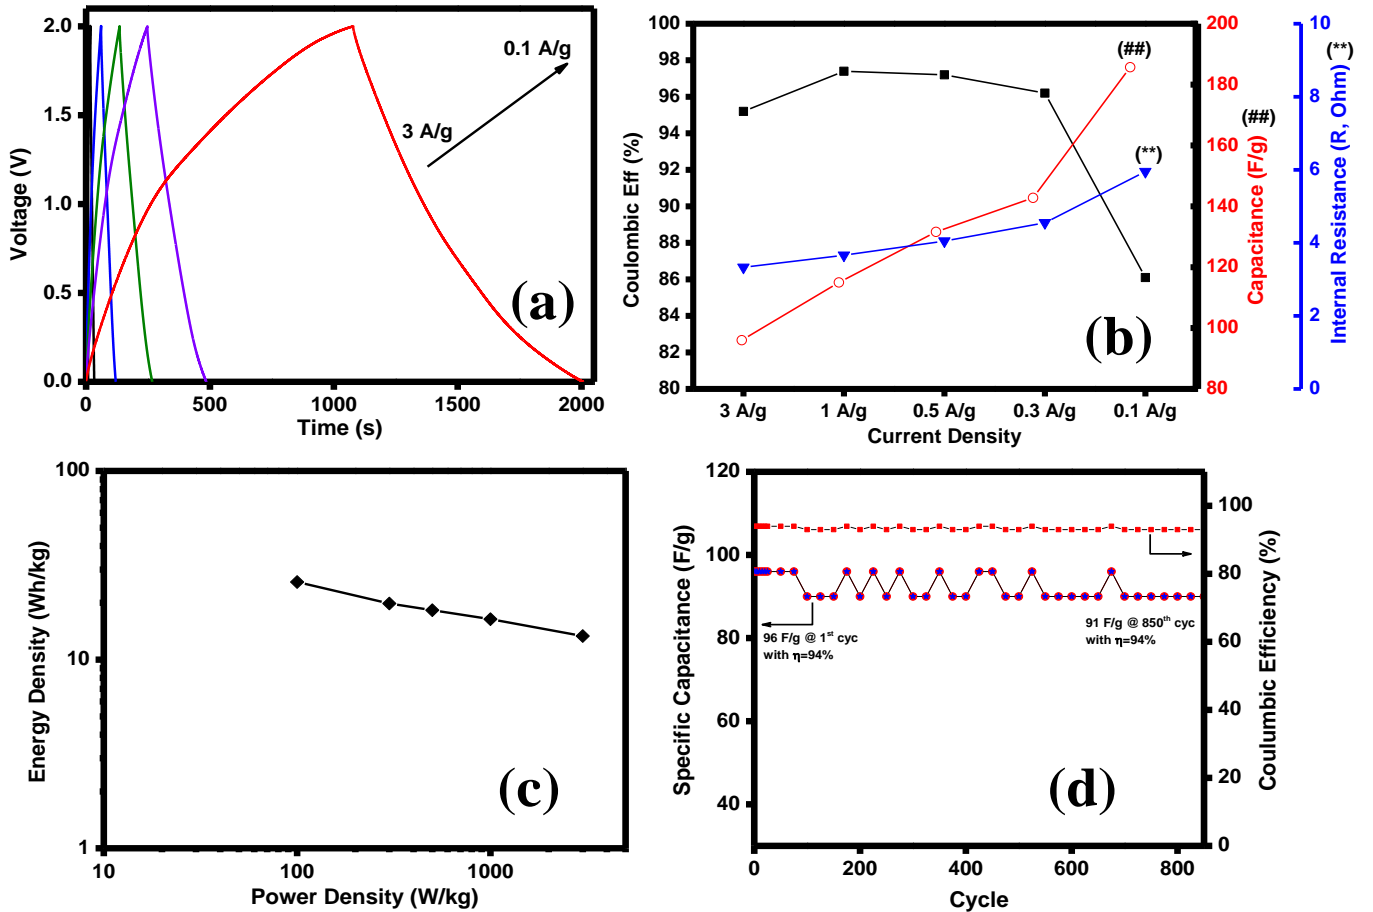 2.0
1.5
1.0
0.5
0.0
Voltage (V)
0.1 A/g
3 A/g
(a)
0
500
1000
1500
2000
Time (s)
100
98
96
94
92
90
88
86
84
82
80
Coulombic Eff (%)
(##)
(**)
(b)
3 A/g
1 A/g
0.5 A/g
0.3 A/g
0.1 A/g
Current Density
200
180
160
140
120
100
80
Capacitance (F/g)
(##)
10
8
6
4
2
0
Internal Resistance (R, Ohm)
(**)
100
10
1
Energy Density (Wh/kg)
(c)
10
100
1000
Power Density (W/kg)
120
100
80
60
40
Specific Capacitance (F/g)
96 F/g @ 1st cyc
with η=94%
91 F/g @ 850th cyc
with η=94%
(d)
0
200
400
600
800
Cycle
100
80
60
40
20
0
Coulumbic Efficiency (%)